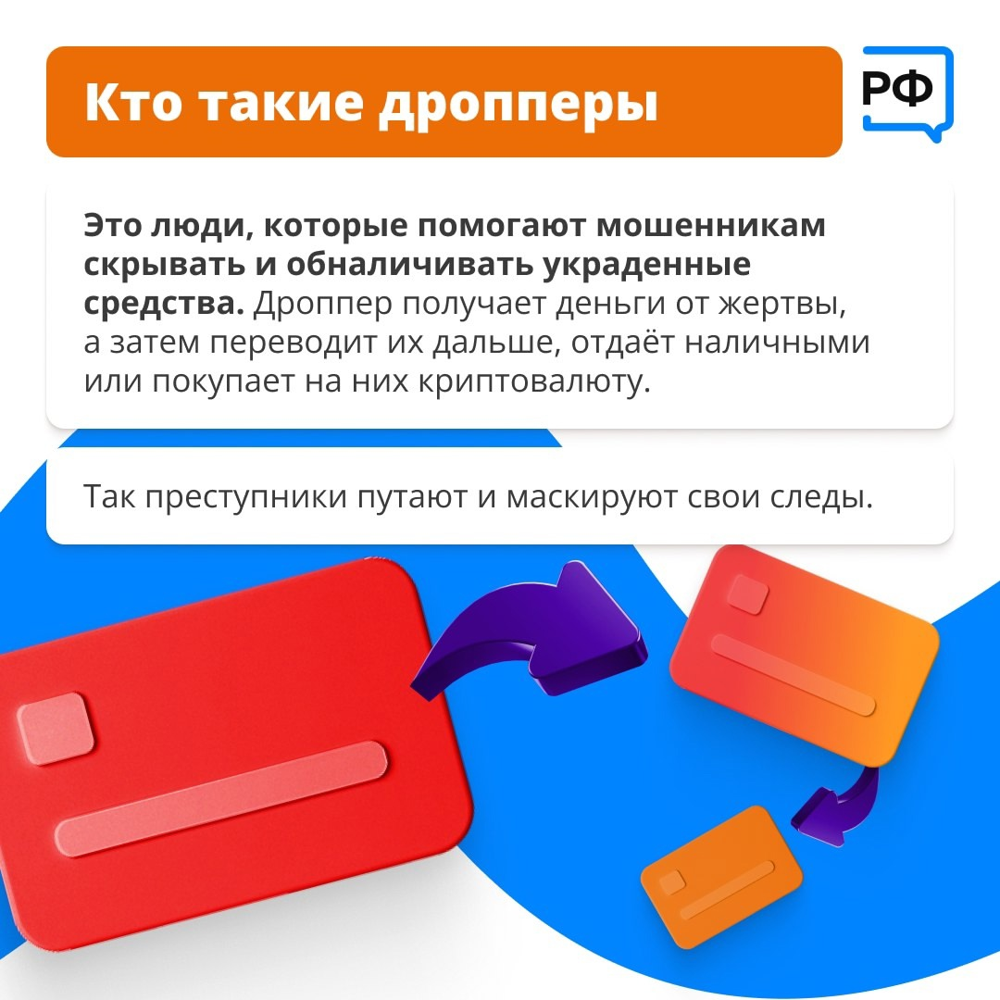 Кто такие дропперы
РФ
Это люди, которые помогают мошенникам
скрывать и обналичивать украденные
средства. Дроппер получает деньги от жертвы,
а затем переводит их дальше, отдаёт наличными
или покупает на них криптовалюту.
Так преступники путают и маскируют свои следы.